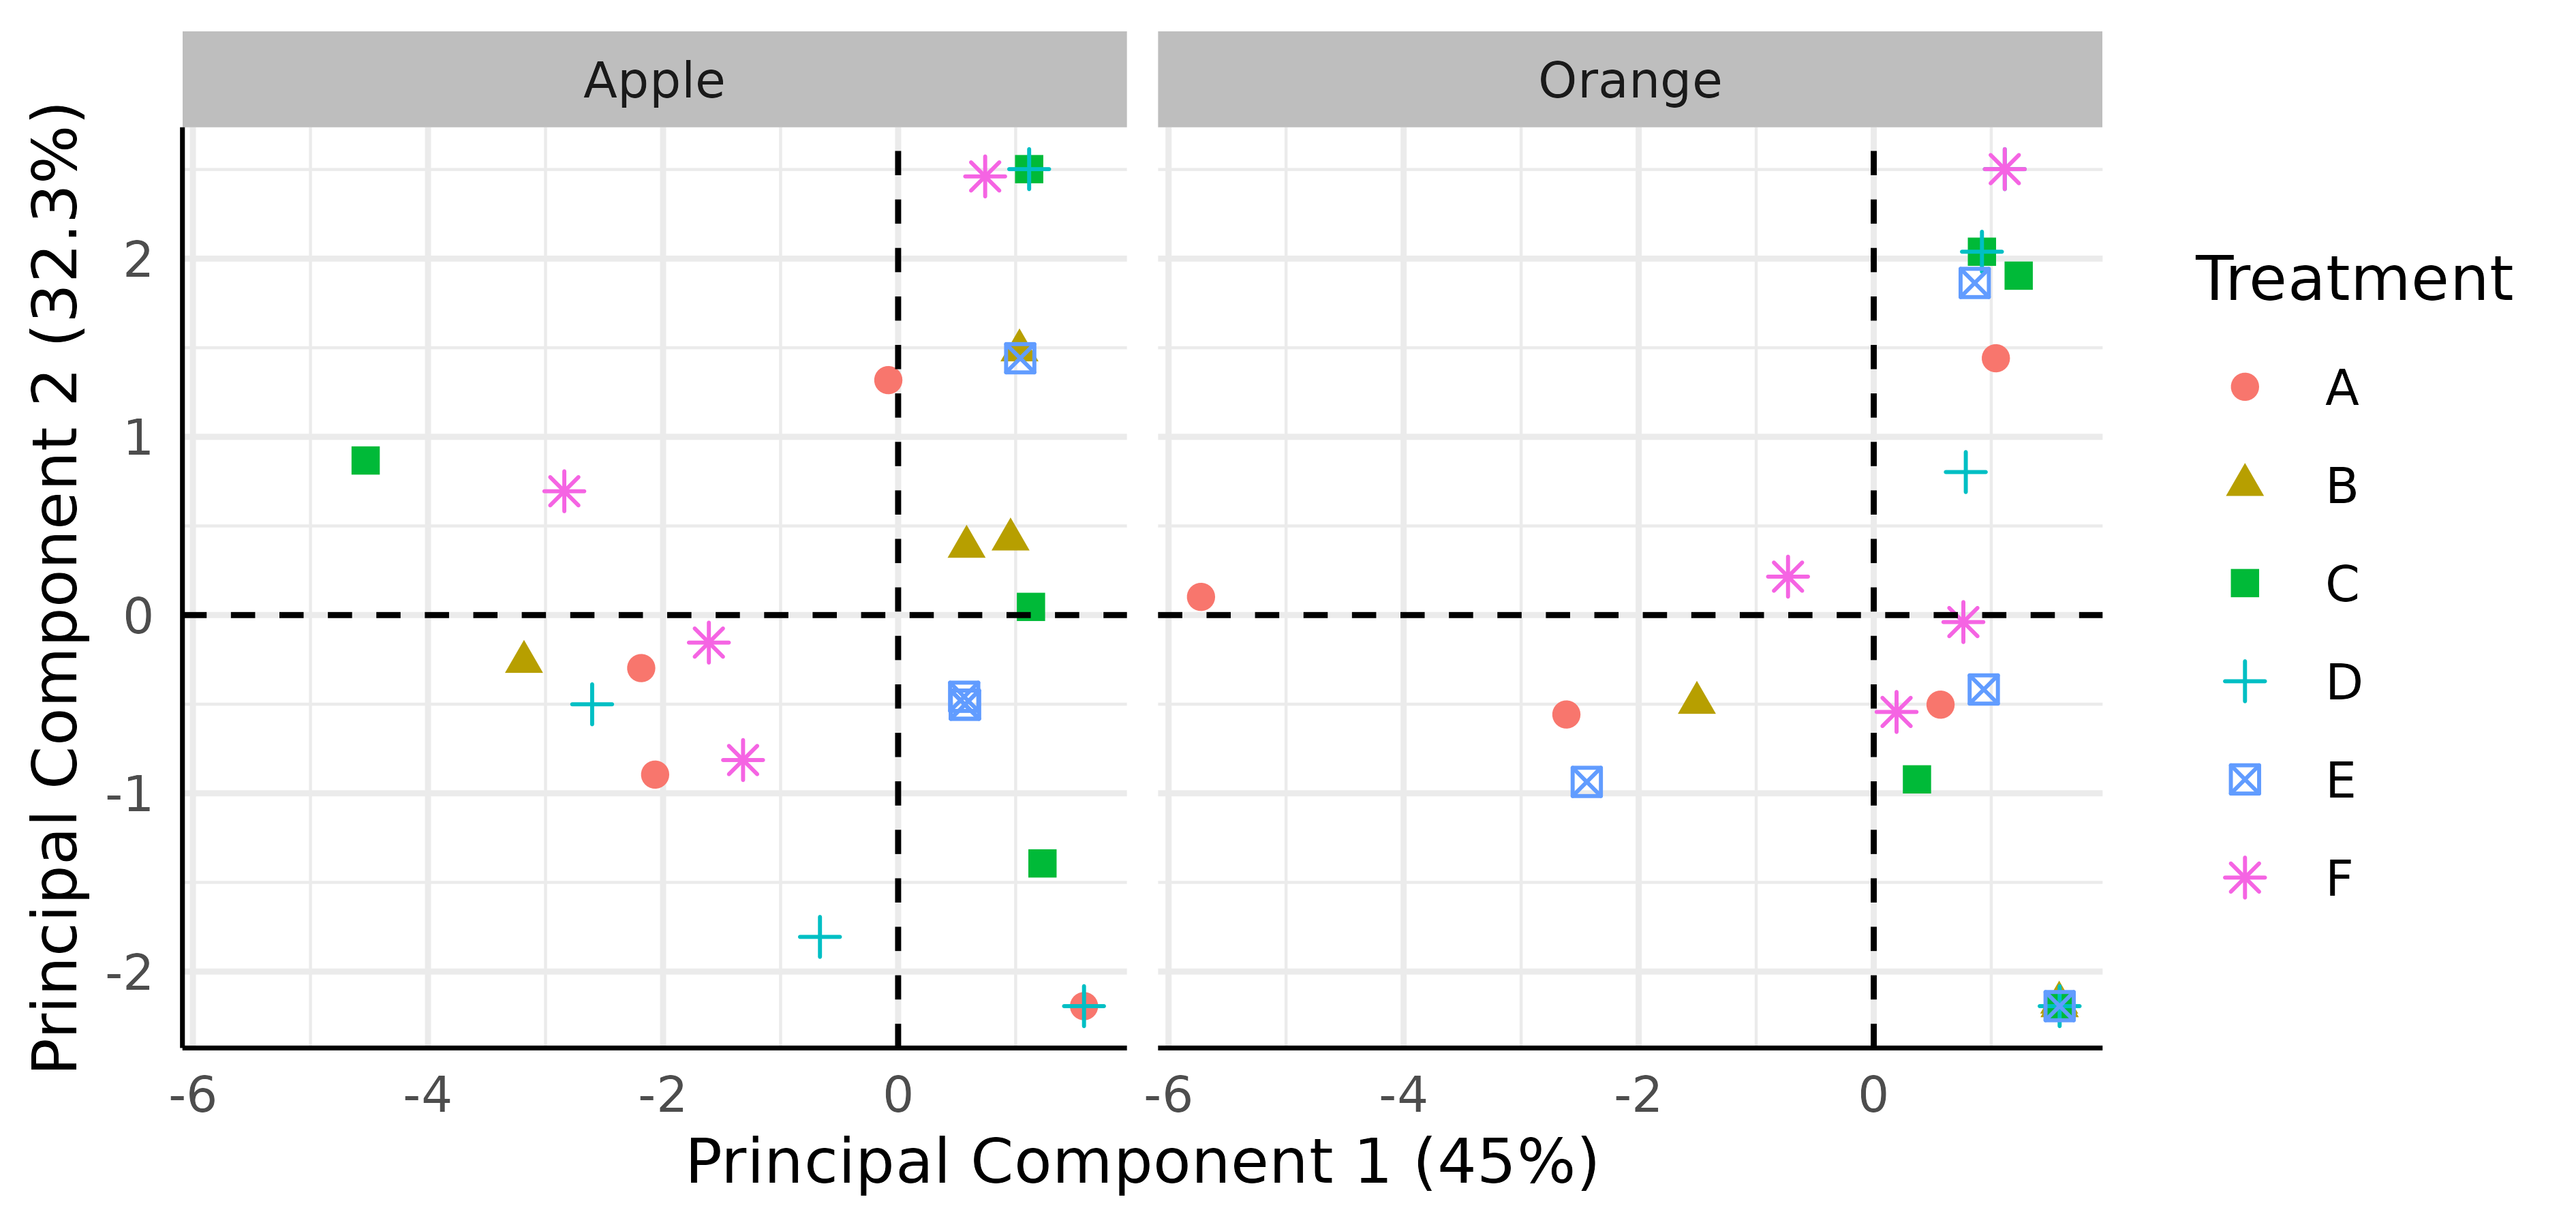 Apple
Orange
Principal Component 2 (32.3%)
2
1
0
-1
-2
-6
-4
-2
0
-6
-4
-2
0
Principal Component 1 (45%)
Treatment
A
B
C
D
E
F